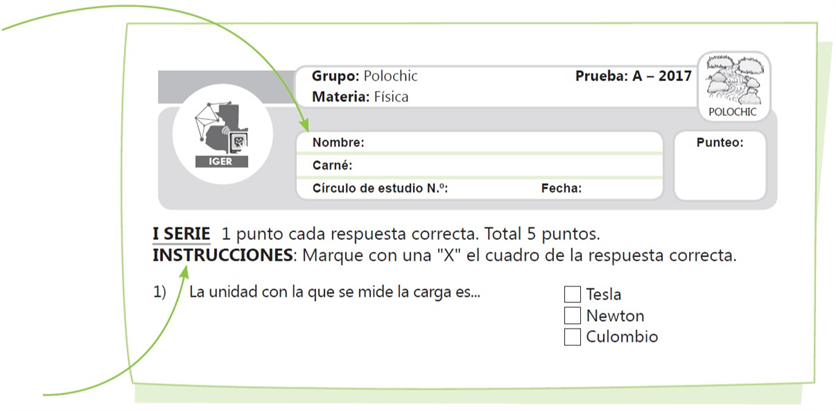 Grupo: Polochic
Prueba: A – 2017
Materia: Física
POLOCHIC
IGER
Nombre:
Punteo:
Carné:
Círculo de estudio N.º:
Fecha:
I SERIE 1 punto cada respuesta correcta. Total 5 puntos.
INSTRUCCIONES: Marque con una "X" el cuadro de la respuesta correcta.
1) La unidad con la que se mide la carga es...
Tesla
Newton
Culombio